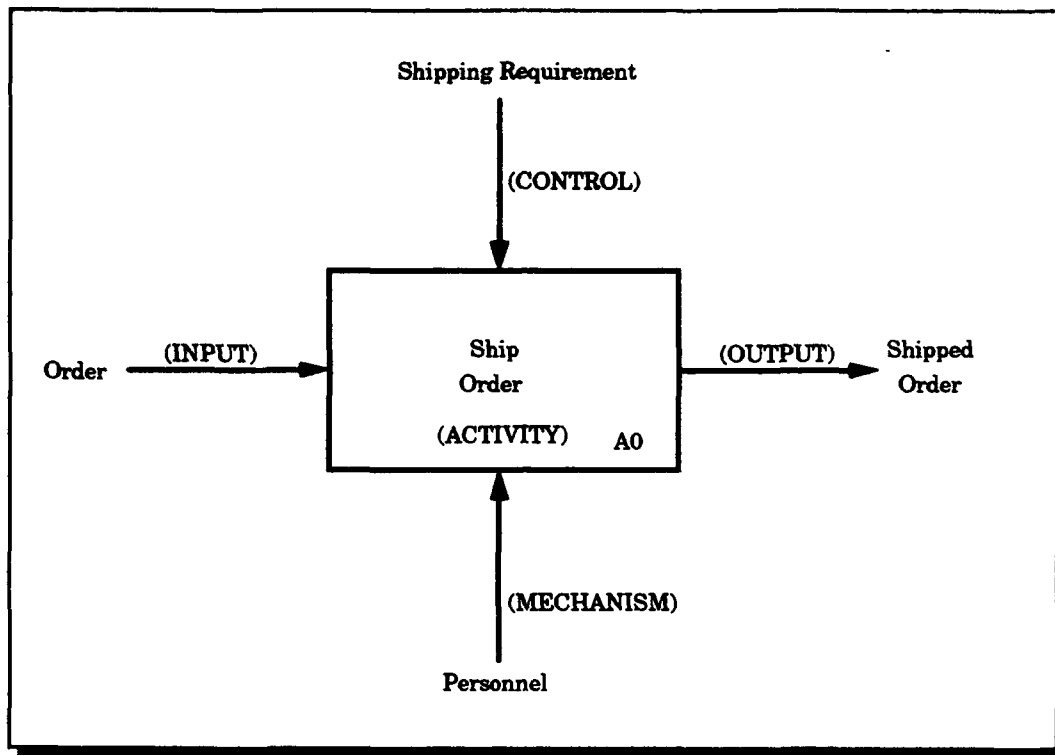 Shipping Requirement
(CONTROL)
Order
(INPUT)
Ship
Order
(ACTIVITY)
A0
(OUTPUT)
Shipped
Order
(MECHANISM)
Personnel